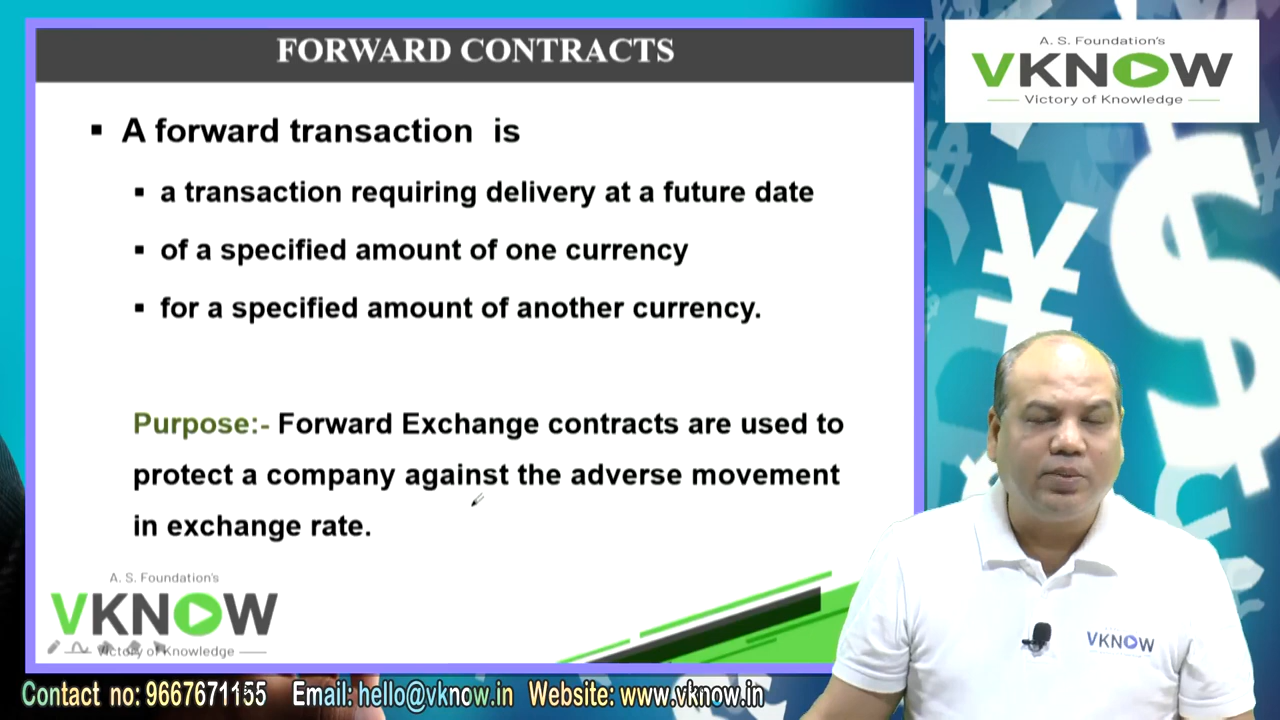 FORWARD CONTRACTS
▪ A forward transaction is
▪ a transaction requiring delivery at a future date
▪ of a specified amount of one currency
▪ for a specified amount of another currency.
Purpose:- Forward Exchange contracts are used to
protect a company against the adverse movement
in exchange rate.
A. S. Foundation's
VKNOW
Victory of Knowledge
A. S. Foundation's
VKNOW
Victory of Knowledge
VKNOW
Contact no: 9667671155 Email: hello@vknow.in Website: www.vknow.in